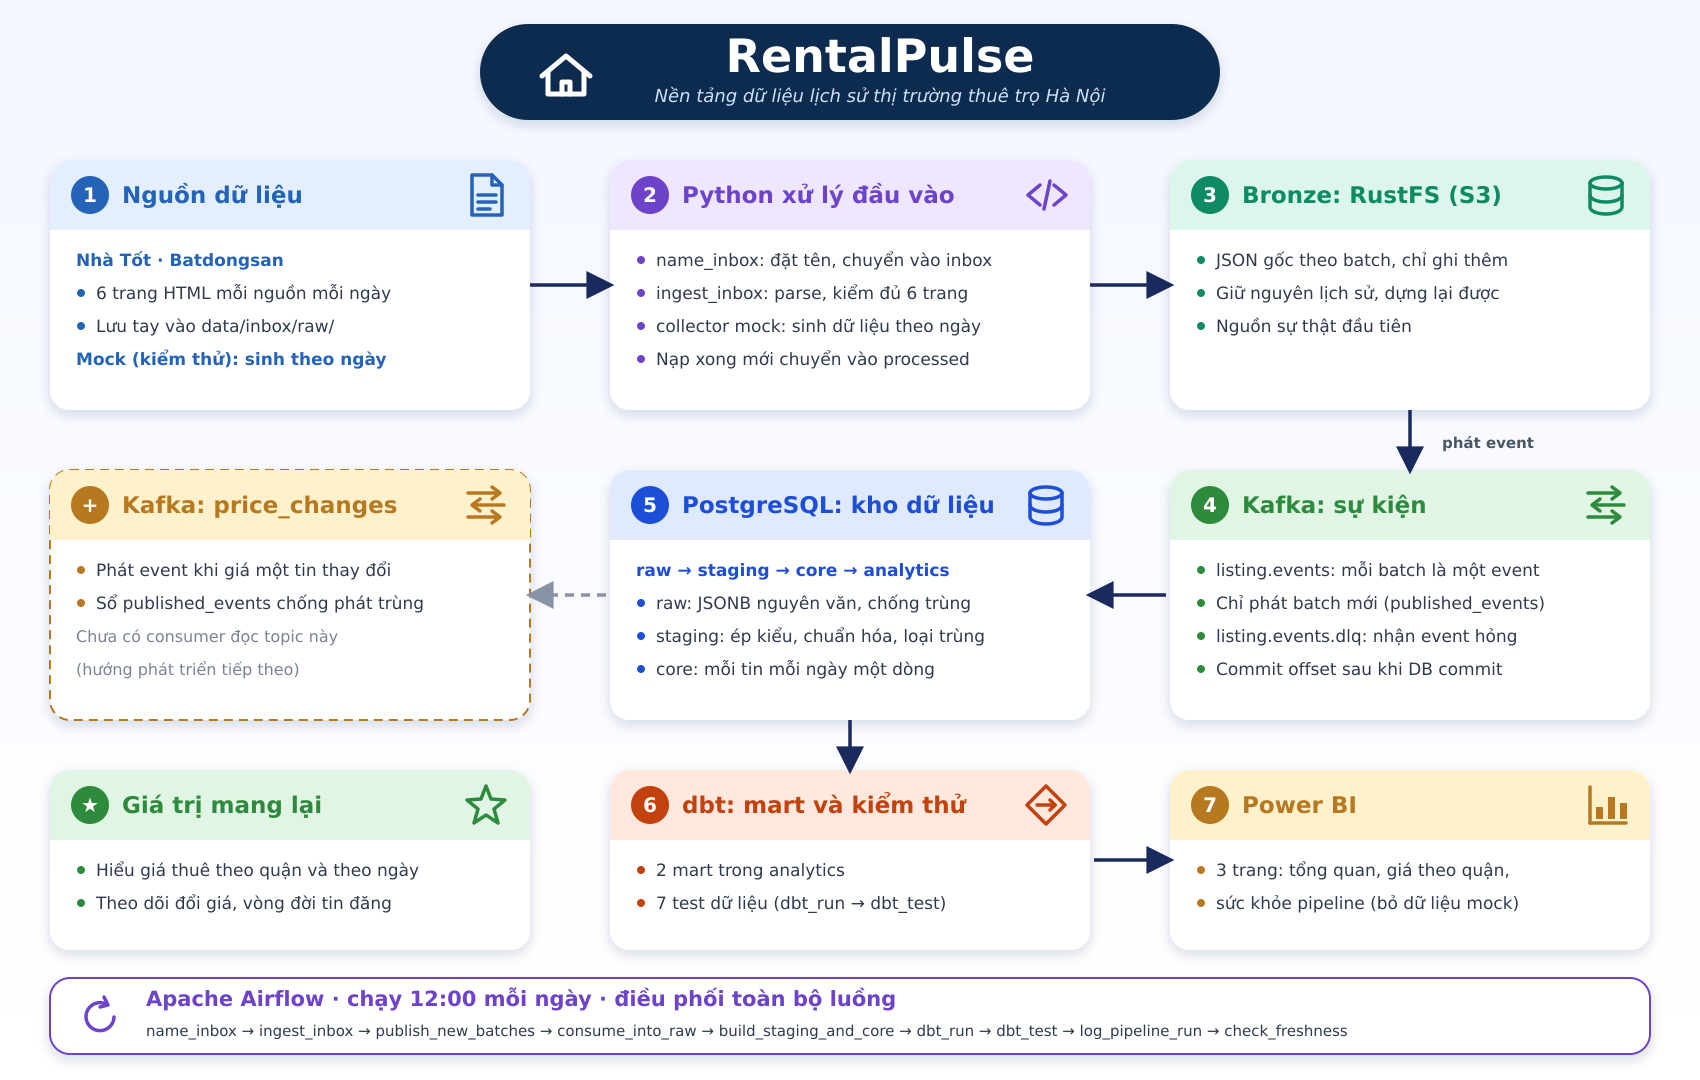 RentalPulse
Nền tảng dữ liệu lịch sử thị trường thuê trọ Hà Nội
1 Nguồn dữ liệu
Nhà Tốt · Batdongsan
• 6 trang HTML mỗi nguồn mỗi ngày
• Lưu tay vào data/inbox/raw/
Mock (kiểm thử): sinh theo ngày
2 Python xử lý đầu vào
• name_inbox: đặt tên, chuyển vào inbox
• ingest_inbox: parse, kiểm đủ 6 trang
• collector mock: sinh dữ liệu theo ngày
• Nạp xong mới chuyển vào processed
3 Bronze: RustFS (S3)
• JSON gốc theo batch, chỉ ghi thêm
• Giữ nguyên lịch sử, dựng lại được
• Nguồn sự thật đầu tiên
phát event
+ Kafka: price_changes
• Phát event khi giá một tin thay đổi
• Sổ published_events chống phát trùng
Chưa có consumer đọc topic này
(hướng phát triển tiếp theo)
5 PostgreSQL: kho dữ liệu
raw → staging → core → analytics
• raw: JSONB nguyên văn, chống trùng
• staging: ép kiểu, chuẩn hóa, loại trùng
• core: mỗi tin mỗi ngày một dòng
4 Kafka: sự kiện
• listing.events: mỗi batch là một event
• Chỉ phát batch mới (published_events)
• listing.events.dlq: nhận event hỏng
• Commit offset sau khi DB commit
★ Giá trị mang lại
• Hiểu giá thuê theo quận và theo ngày
• Theo dõi đổi giá, vòng đời tin đăng
6 dbt: mart và kiểm thử
• 2 mart trong analytics
• 7 test dữ liệu (dbt_run → dbt_test)
7 Power BI
• 3 trang: tổng quan, giá theo quận,
• sức khỏe pipeline (bỏ dữ liệu mock)
Apache Airflow · chạy 12:00 mỗi ngày · điều phối toàn bộ luồng
name_inbox → ingest_inbox → publish_new_batches → consume_into_raw → build_staging_and_core → dbt_run → dbt_test → log_pipeline_run → check_freshness